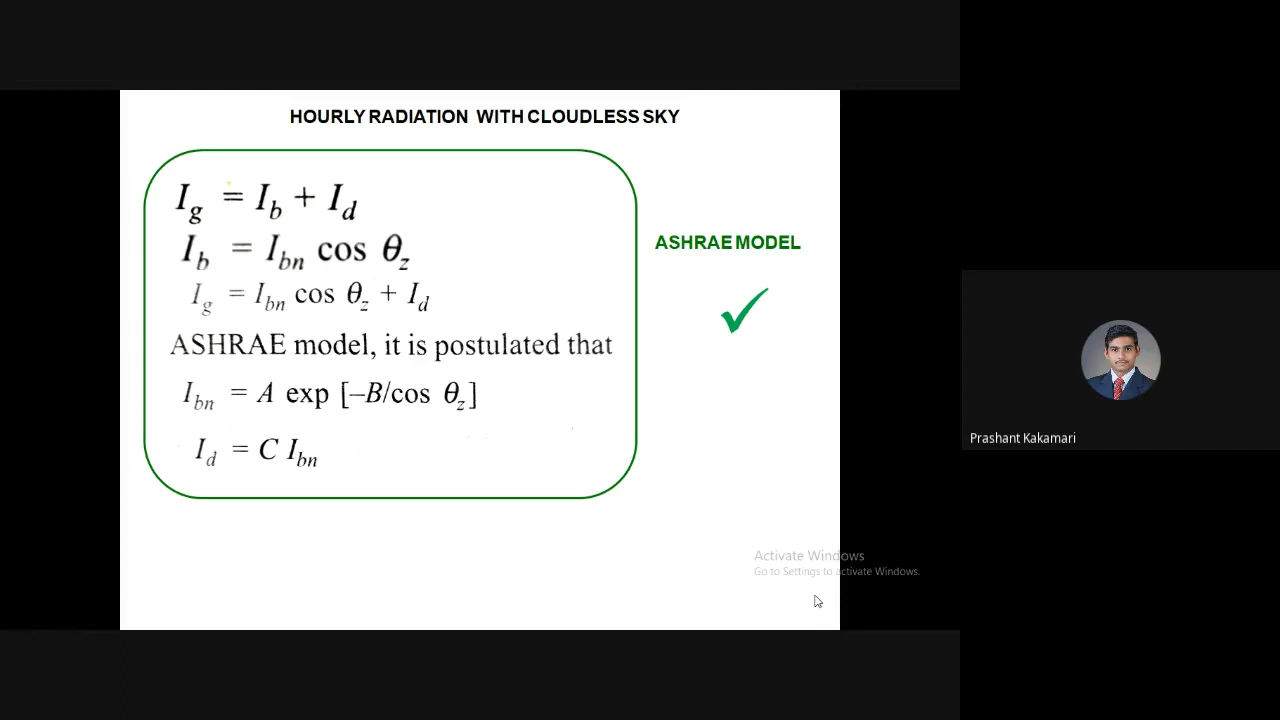 HOURLY RADIATION WITH CLOUDLESS SKY
I_g = I_b + I_d
I_b = I_bn cos θ_z
I_g = I_bn cos θ_z + I_d
ASHRAE model, it is postulated that
I_bn = A exp [–B/cos θ_z]
I_d = C I_bn
ASHRAE MODEL
Prashant Kakamari
Activate Windows
Go to Settings to activate Windows.